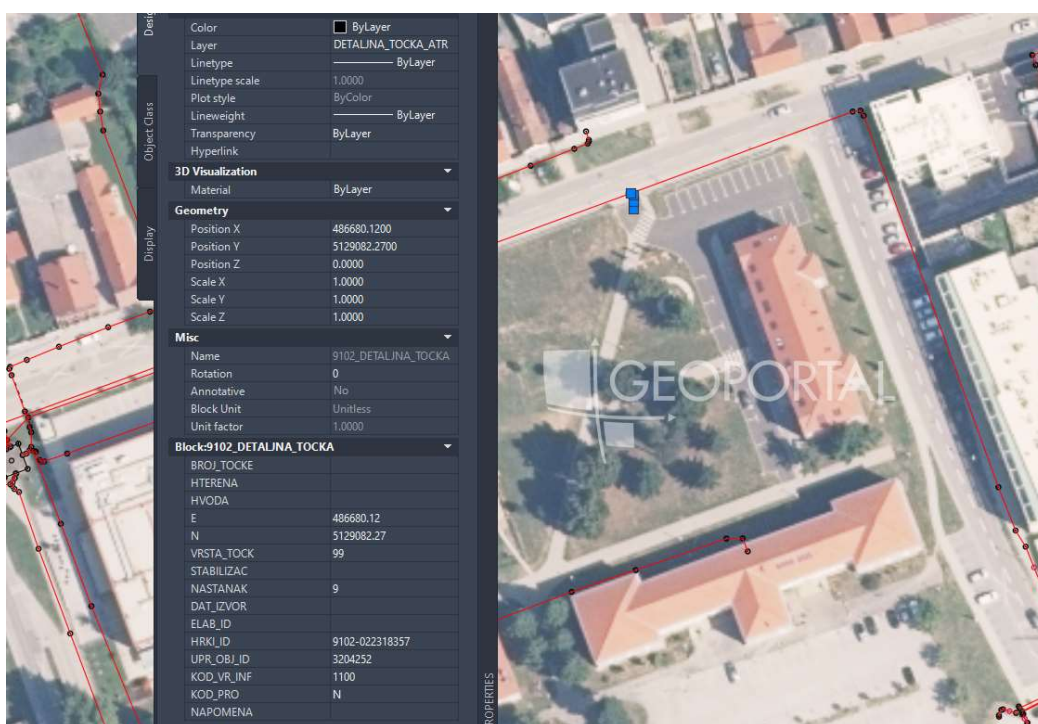 Desig
Object Class
Display
Color ByLayer
Layer DETALJNA_TOCKA_ATR
Linetype ByLayer
Linetype scale 1.0000
Plot style ByColor
Lineweight ByLayer
Transparency ByLayer
Hyperlink
3D Visualization
Material ByLayer
Geometry
Position X 486680.1200
Position Y 5129082.2700
Position Z 0.0000
Scale X 1.0000
Scale Y 1.0000
Scale Z 1.0000
Misc
Name 9102_DETALJNA_TOCKA
Rotation 0
Annotative No
Block Unit Unitless
Unit factor 1.0000
Block:9102_DETALJNA_TOCKA
BROJ_TOCKE
HTERENA
HVODA
E 486680.12
N 5129082.27
VRSTA_TOCK 99
STABILIZAC
NASTANAK 9
DAT_IZVOR
ELAB_ID
HRKI_ID 9102-022318357
UPR_OBJ_ID 3204252
KOD_VR_INF 1100
KOD_PRO N
NAPOMENA
ROPERTIES
GEOPORTAL